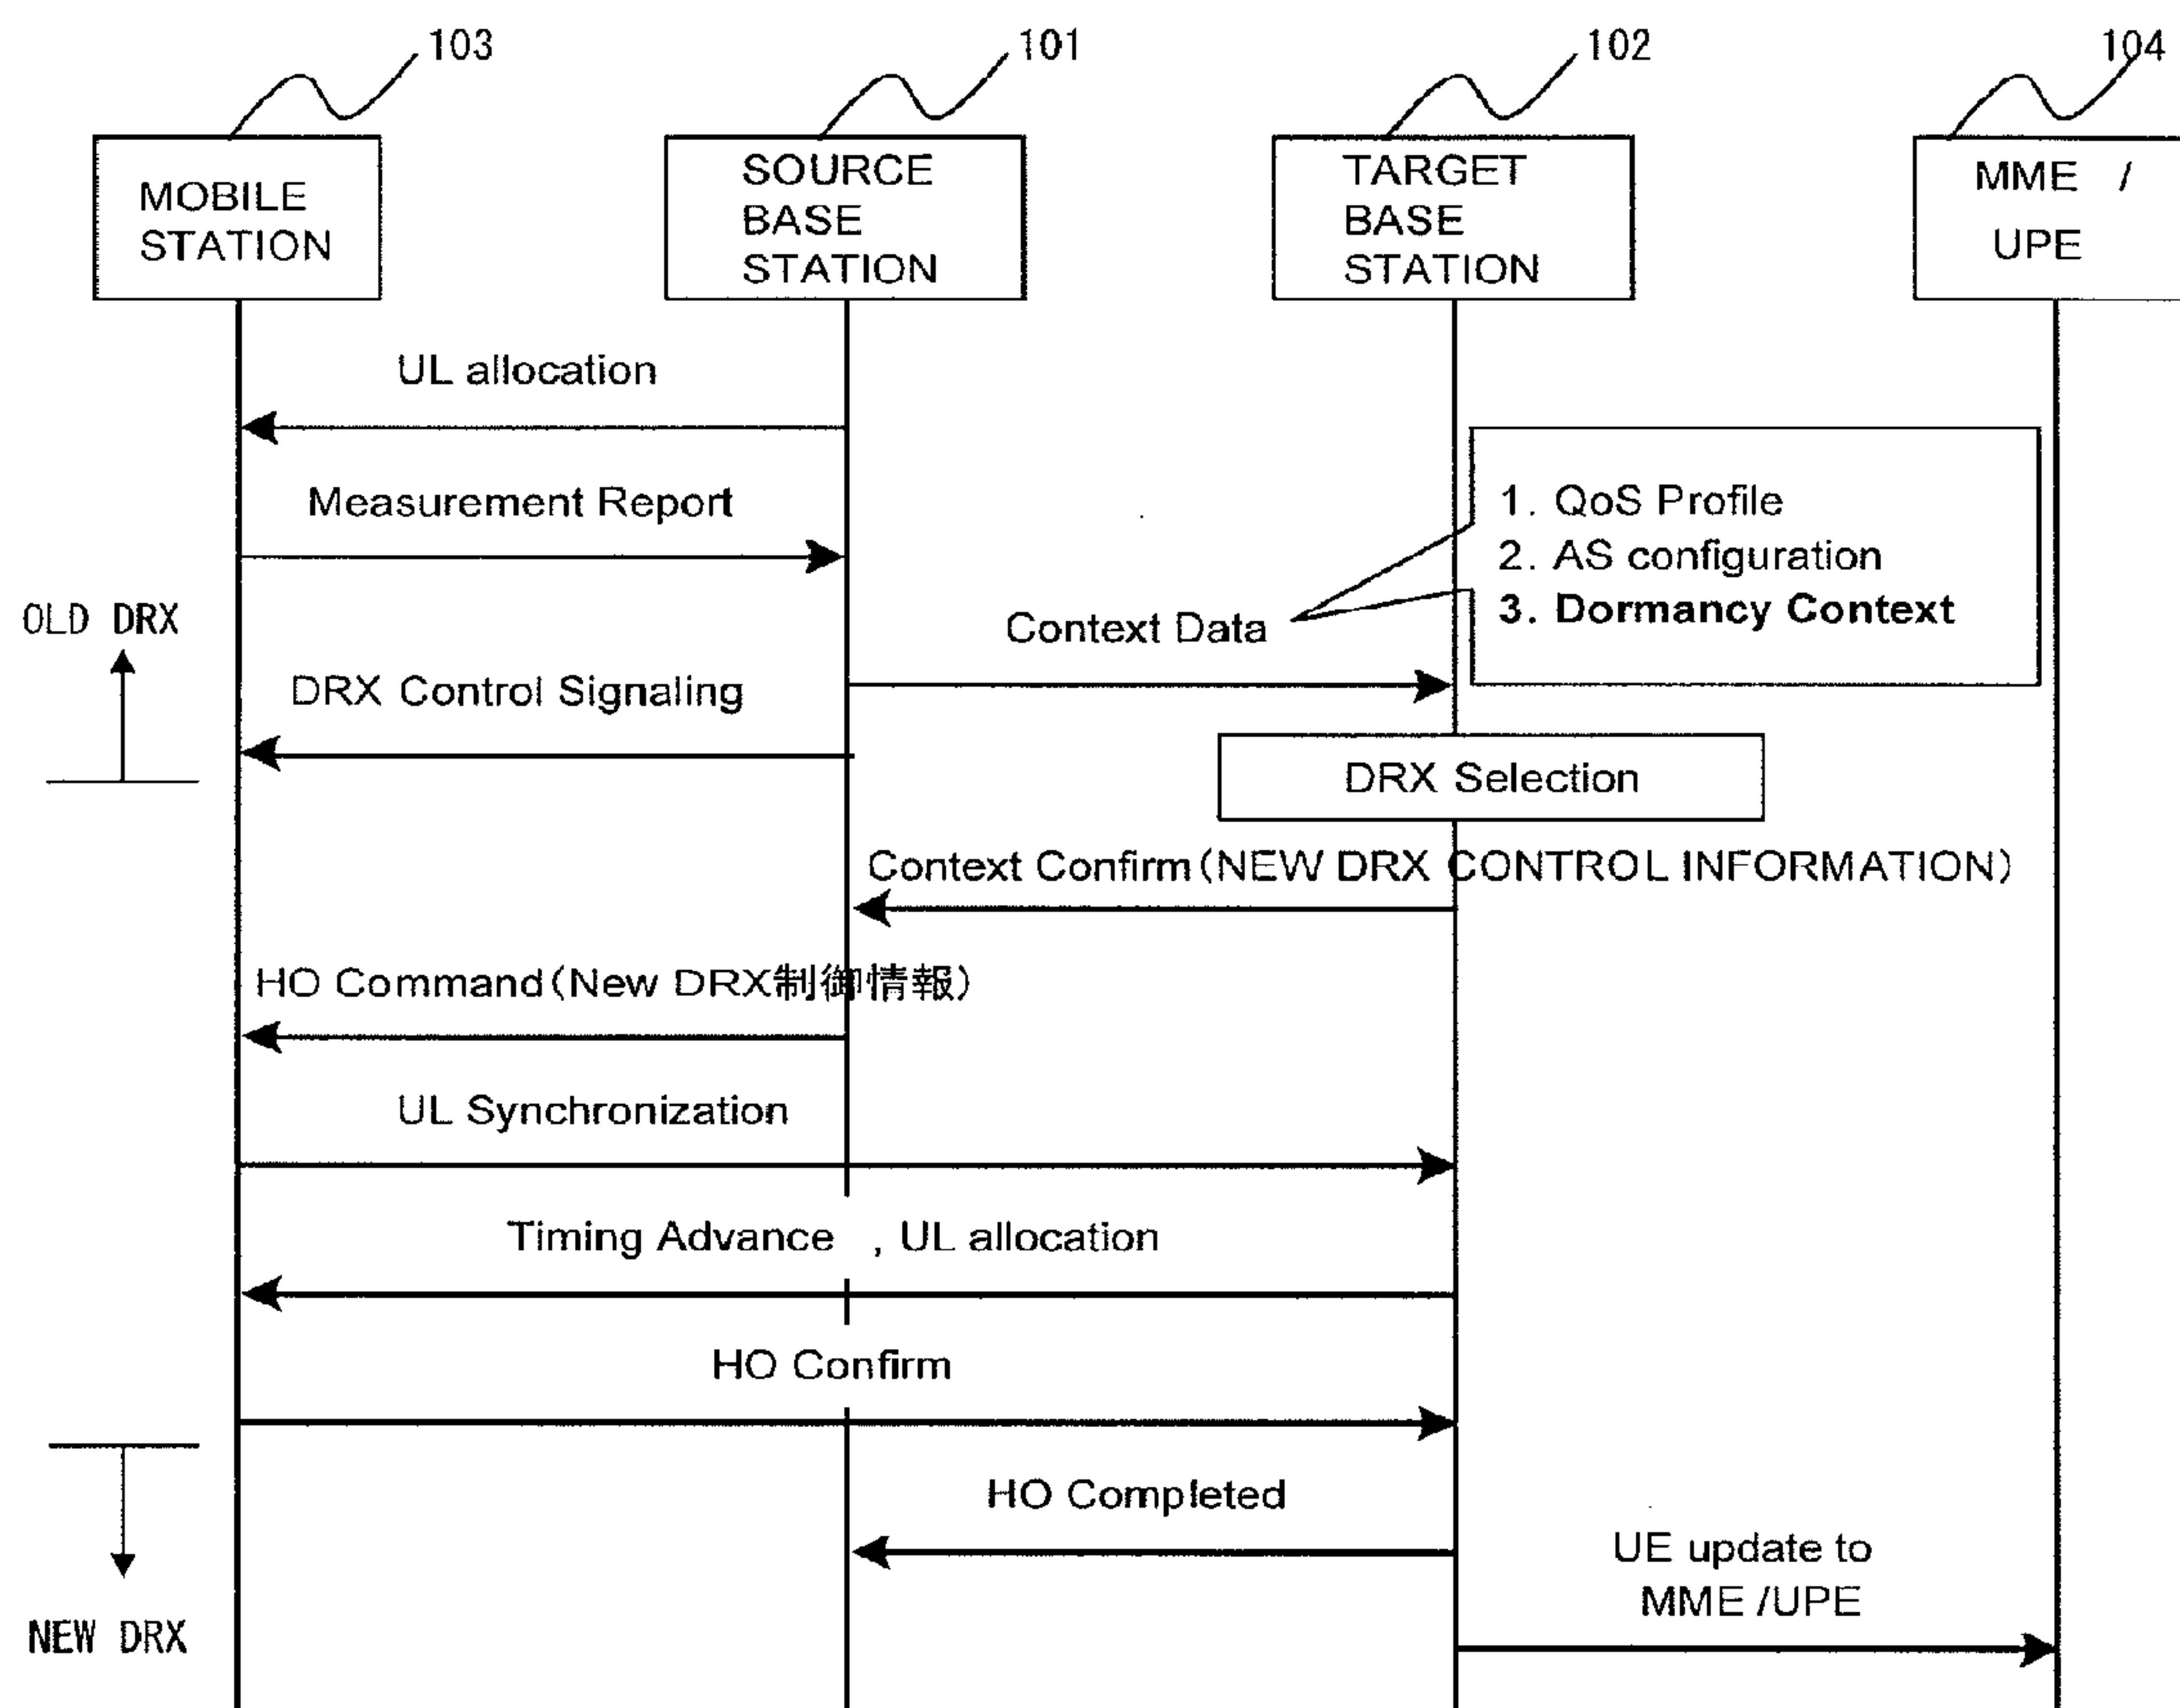 103
101
102
104
MOBILE
STATION
SOURCE
BASE
STATION
TARGET
BASE
STATION
MME /
UPE
UL allocation
Measurement Report
1. QoS Profile
2. AS configuration
3. Dormancy Context
OLD DRX
Context Data
DRX Control Signaling
DRX Selection
Context Confirm(NEW DRX CONTROL INFORMATION)
HO Command(New DRX制御情報)
UL Synchronization
Timing Advance , UL allocation
HO Confirm
HO Completed
UE update to
MME /UPE
NEW DRX